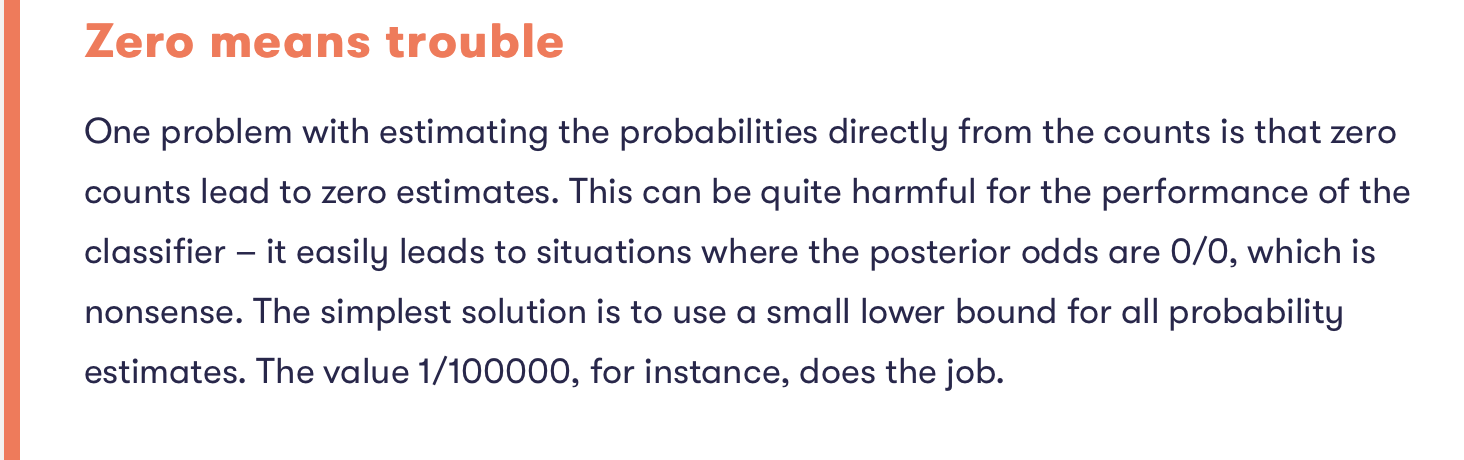 Zero means trouble
One problem with estimating the probabilities directly from the counts is that zero
counts lead to zero estimates. This can be quite harmful for the performance of the
classifier – it easily leads to situations where the posterior odds are 0/0, which is
nonsense. The simplest solution is to use a small lower bound for all probability
estimates. The value 1/100000, for instance, does the job.